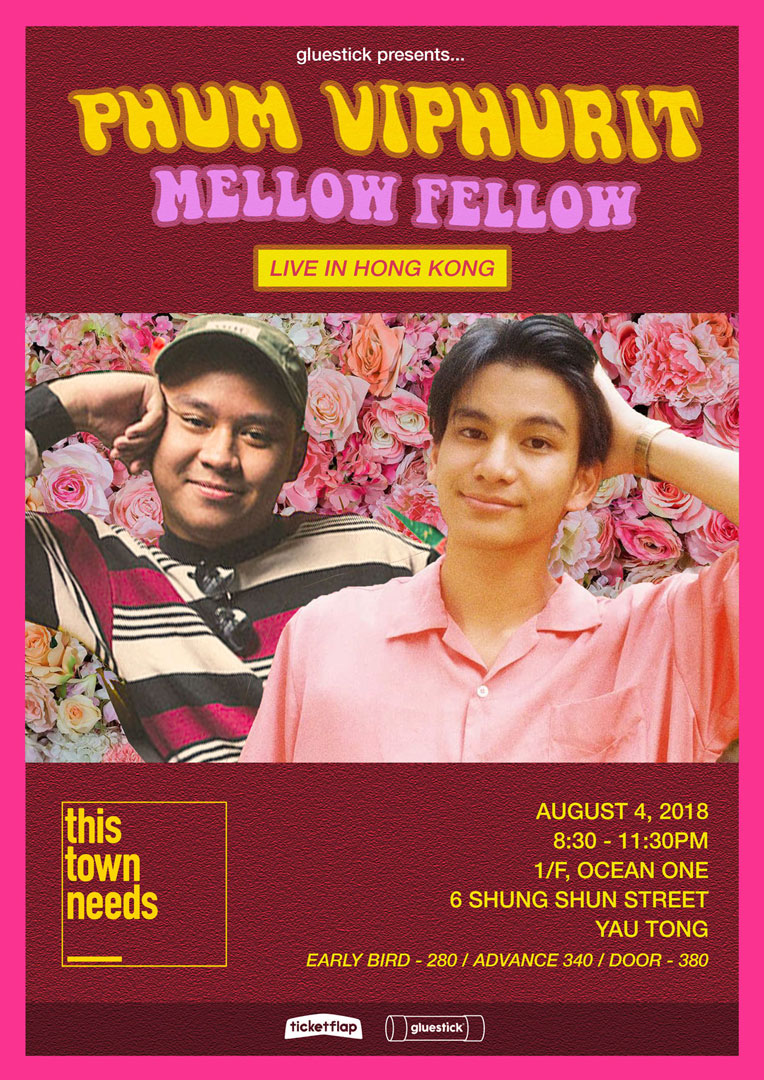 gluestick presents...
PHUM VIPHURIT
MELLOW FELLOW
LIVE IN HONG KONG
this
town
needs
AUGUST 4, 2018
8:30 - 11:30PM
1/F, OCEAN ONE
6 SHUNG SHUN STREET
YAU TONG
EARLY BIRD - 280 / ADVANCE 340 / DOOR - 380
ticketflap
gluestick